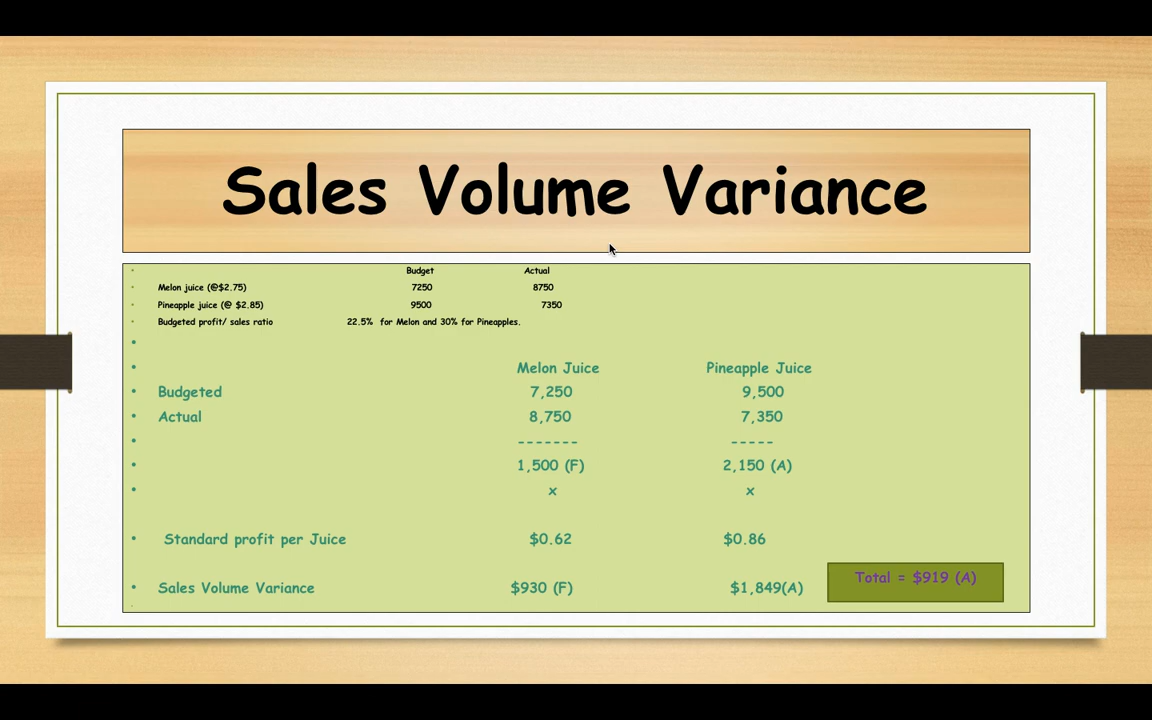 Sales Volume Variance
Budget Actual
Melon juice (@$2.75) 7250 8750
Pineapple juice (@ $2.85) 9500 7350
Budgeted profit/ sales ratio 22.5% for Melon and 30% for Pineapples.
Melon Juice Pineapple Juice
Budgeted 7,250 9,500
Actual 8,750 7,350
------- -----
1,500 (F) 2,150 (A)
x x
Standard profit per Juice $0.62 $0.86
Sales Volume Variance $930 (F) $1,849(A)
Total = $919 (A)